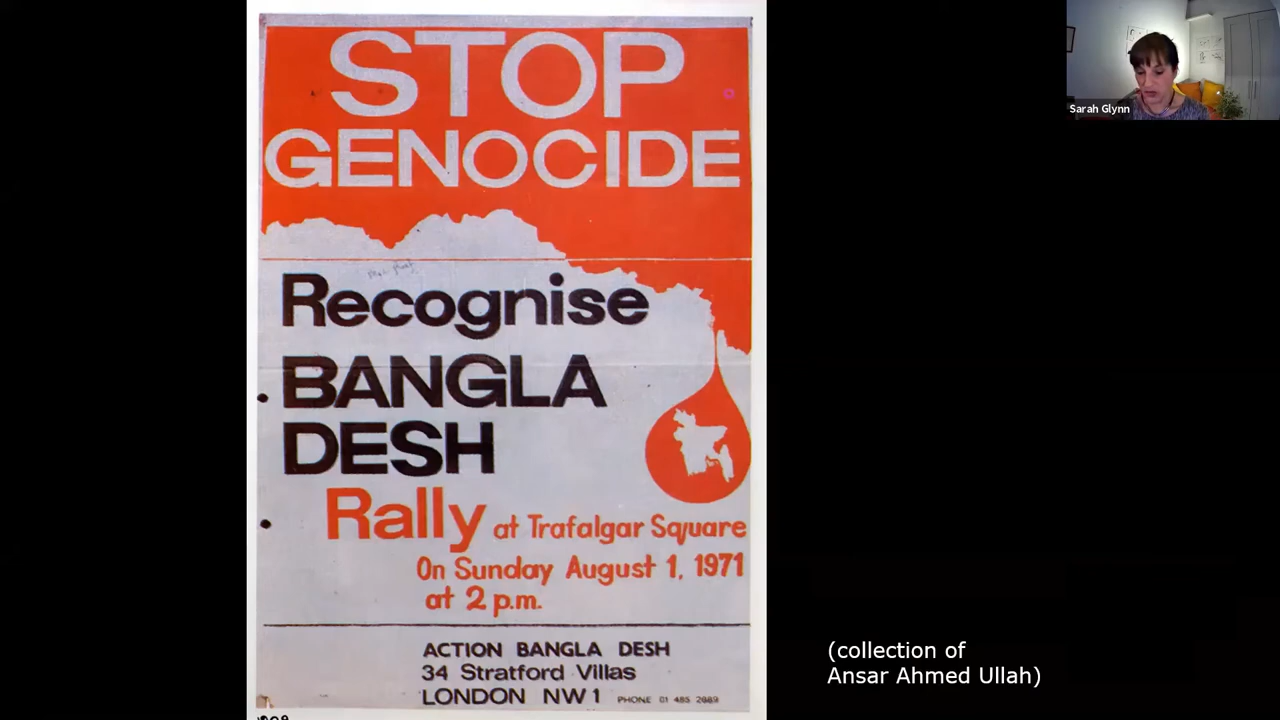 STOP
GENOCIDE
Recognise
BANGLA
DESH
Rally at Trafalgar Square
On Sunday August 1, 1971
at 2 p.m.
ACTION BANGLA DESH
34 Stratford Villas
LONDON NW1 PHONE 01 485 2889
Sarah Glynn
(collection of
Ansar Ahmed Ullah)